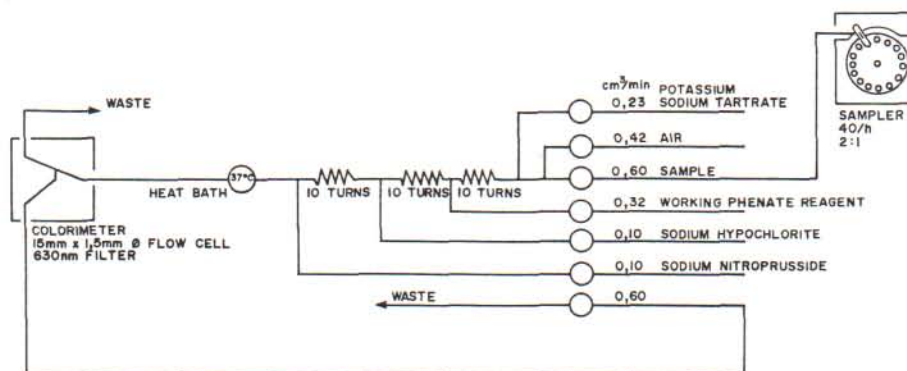 WASTE
cm³/min
POTASSIUM
0,23 SODIUM TARTRATE
0,42 AIR
0,60 SAMPLE
0,32 WORKING PHENATE REAGENT
0,10 SODIUM HYPOCHLORITE
0,10 SODIUM NITROPRUSSIDE
WASTE 0,60
SAMPLER
40/h
2:1
HEAT BATH
37°C
10 TURNS
10 TURNS
10 TURNS
COLORIMETER
15mm x 1,5mm Ø FLOW CELL
630nm FILTER